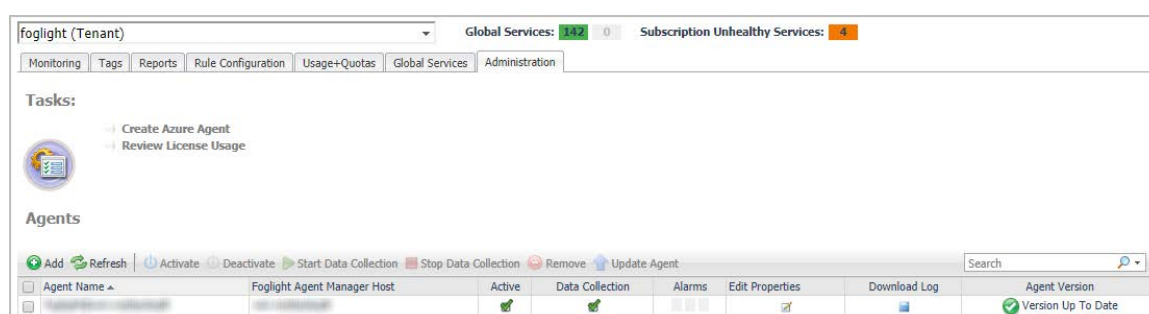 foglight (Tenant) Global Services: 142 0 Subscription Unhealthy Services: 4
Monitoring Tags Reports Rule Configuration Usage+Quotas Global Services Administration
Tasks:
Create Azure Agent
Review License Usage
Agents
Add Refresh Activate Deactivate Start Data Collection Stop Data Collection Remove Update Agent Search
Agent Name Foglight Agent Manager Host Active Data Collection Alarms Edit Properties Download Log Agent Version
Version Up To Date